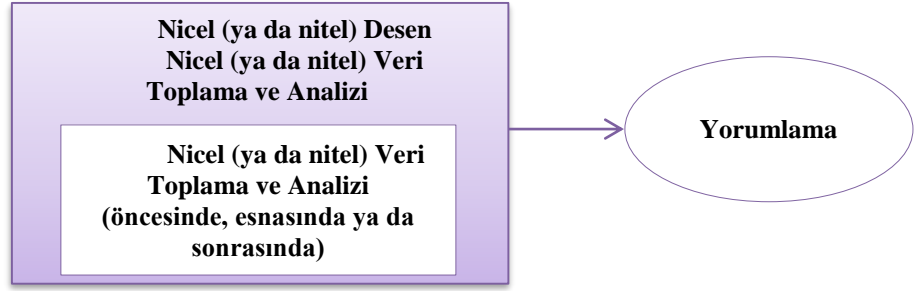 Nicel (ya da nitel) Desen
Nicel (ya da nitel) Veri
Toplama ve Analizi
Nicel (ya da nitel) Veri
Toplama ve Analizi
(öncesinde, esnasında ya da
sonrasında)
Yorumlama